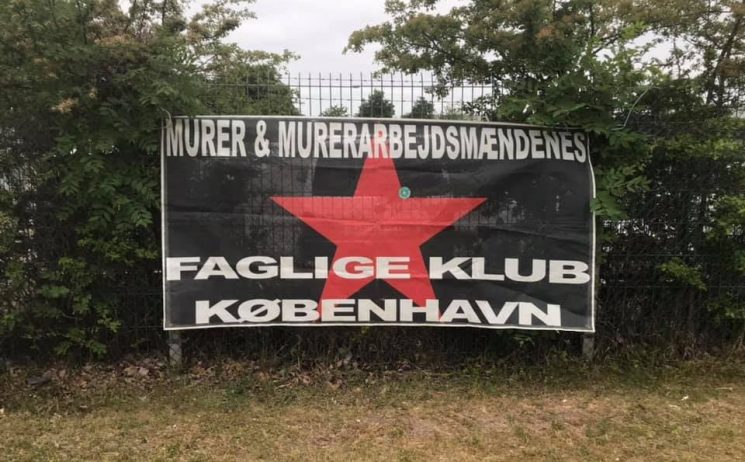 MURER & MURERARBEJDSMÆNDENES
FAGLIGE KLUB
KØBENHAVN